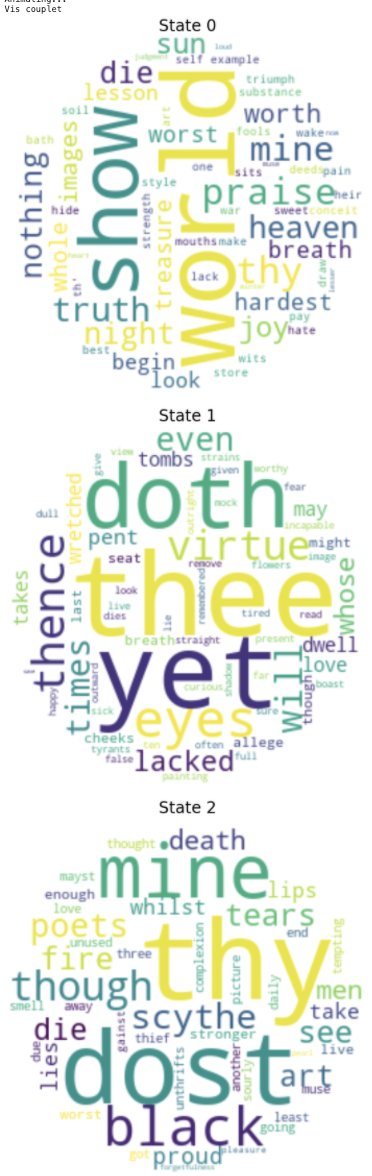 Vis couplet
State 0
sun
loud
judgment
self example
die
lesson
triumph
substance
soil
art
worth
images
show
world
worst
fools
wake
now
bath
mine
muse
one
sits
deeds
pain
nothing
style
praise
heir
hide
strength
war
sweet
conceit
whole
treasure
heaven
mouths
make
breath
heart
th'
lack
thy
draw
lesser
truth
hardest
night
joy
pay
hate
best
begin
wits
look
store
State 1
even
view
strains
tombs
give
given
worthy
doth
fear
wretched
outright
mock
may
dull
incapable
pent
virtue
might
seat
remove
flowers
image
thence
look
thee
whose
takes
last
live
remembered
tired
read
dies
lie
breath
straight
present
dwell
times
yet
will
love
happy
outward
curious
shadow
far
though
boast
sick
eyes
sure
cheeks
ten
often
allege
tyrants
false
lacked
full
painting
State 2
thought
death
mayst
mine
lips
enough
whilst
love
tears
poets
thy
end
unused
complexion
tempting
fire
three
picture
though
daily
men
smell
away
scythe
take
die
against
thief
stronger
see
due
lies
dost
another
live
unthrifts
sourly
art
muse
worst
black
least
going
got
proud
pleasure
forgetfulness